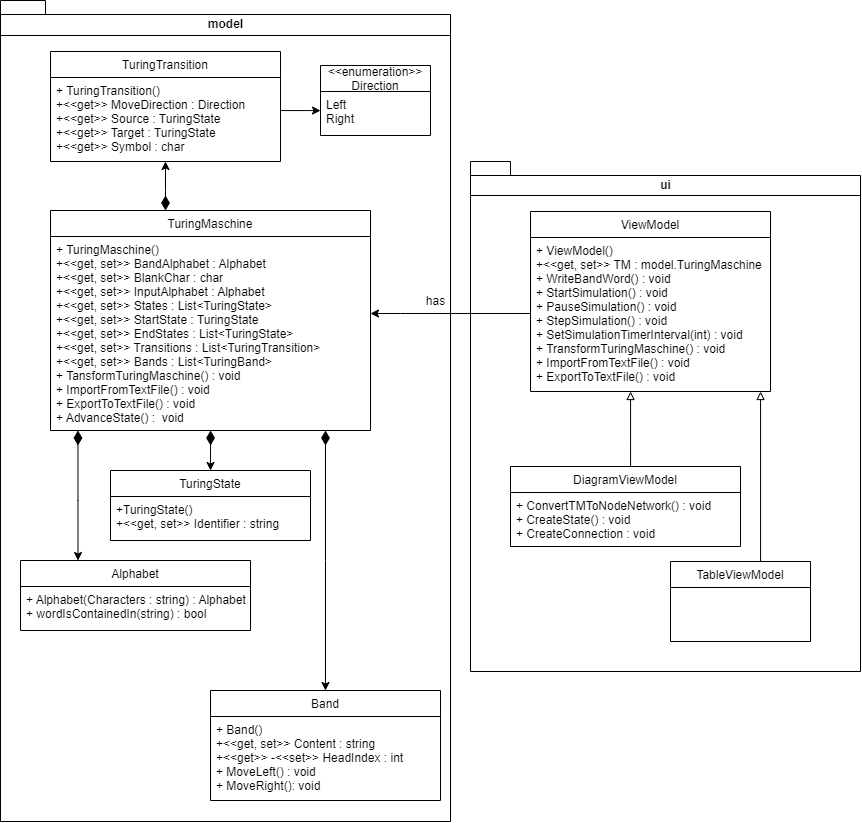 model
TuringTransition
+ TuringTransition()
+<<get>> MoveDirection : Direction
+<<get>> Source : TuringState
+<<get>> Target : TuringState
+<<get>> Symbol : char
<<enumeration>>
Direction
Left
Right
TuringMaschine
+ TuringMaschine()
+<<get, set>> BandAlphabet : Alphabet
+<<get, set>> BlankChar : char
+<<get, set>> InputAlphabet : Alphabet
+<<get, set>> States : List<TuringState>
+<<get, set>> StartState : TuringState
+<<get, set>> EndStates : List<TuringState>
+<<get, set>> Transitions : List<TuringTransition>
+<<get, set>> Bands : List<TuringBand>
+ TansformTuringMaschine() : void
+ ImportFromTextFile() : void
+ ExportToTextFile() : void
+ AdvanceState() : void
TuringState
+TuringState()
+<<get, set>> Identifier : string
Alphabet
+ Alphabet(Characters : string) : Alphabet
+ wordIsContainedIn(string) : bool
Band
+ Band()
+<<get, set>> Content : string
+<<get>> -<<set>> HeadIndex : int
+ MoveLeft() : void
+ MoveRight(): void
has
ui
ViewModel
+ ViewModel()
+<<get, set>> TM : model.TuringMaschine
+ WriteBandWord() : void
+ StartSimulation() : void
+ PauseSimulation() : void
+ StepSimulation() : void
+ SetSimulationTimerInterval(int) : void
+ TransformTuringMaschine() : void
+ ImportFromTextFile() : void
+ ExportToTextFile() : void
DiagramViewModel
+ ConvertTMToNodeNetwork() : void
+ CreateState() : void
+ CreateConnection : void
TableViewModel